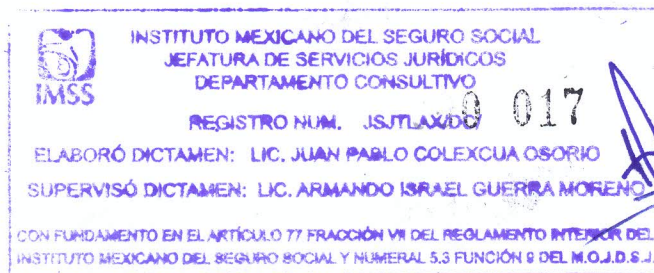 INSTITUTO MEXICANO DEL SEGURO SOCIAL
JEFATURA DE SERVICIOS JURÍDICOS
DEPARTAMENTO CONSULTIVO
IMSS
REGISTRO NUM. JSJTLAX/DC/ 0 017
ELABORÓ DICTAMEN: LIC. JUAN PABLO COLEXCUA OSORIO
SUPERVISÓ DICTAMEN: LIC. ARMANDO ISRAEL GUERRA MORENO
CON FUNDAMENTO EN EL ARTÍCULO 77 FRACCIÓN VII DEL REGLAMENTO INTERIOR DEL
INSTITUTO MEXICANO DEL SEGURO SOCIAL Y NUMERAL 5.3 FUNCIÓN 9 DEL M.O.J.D.S.J.